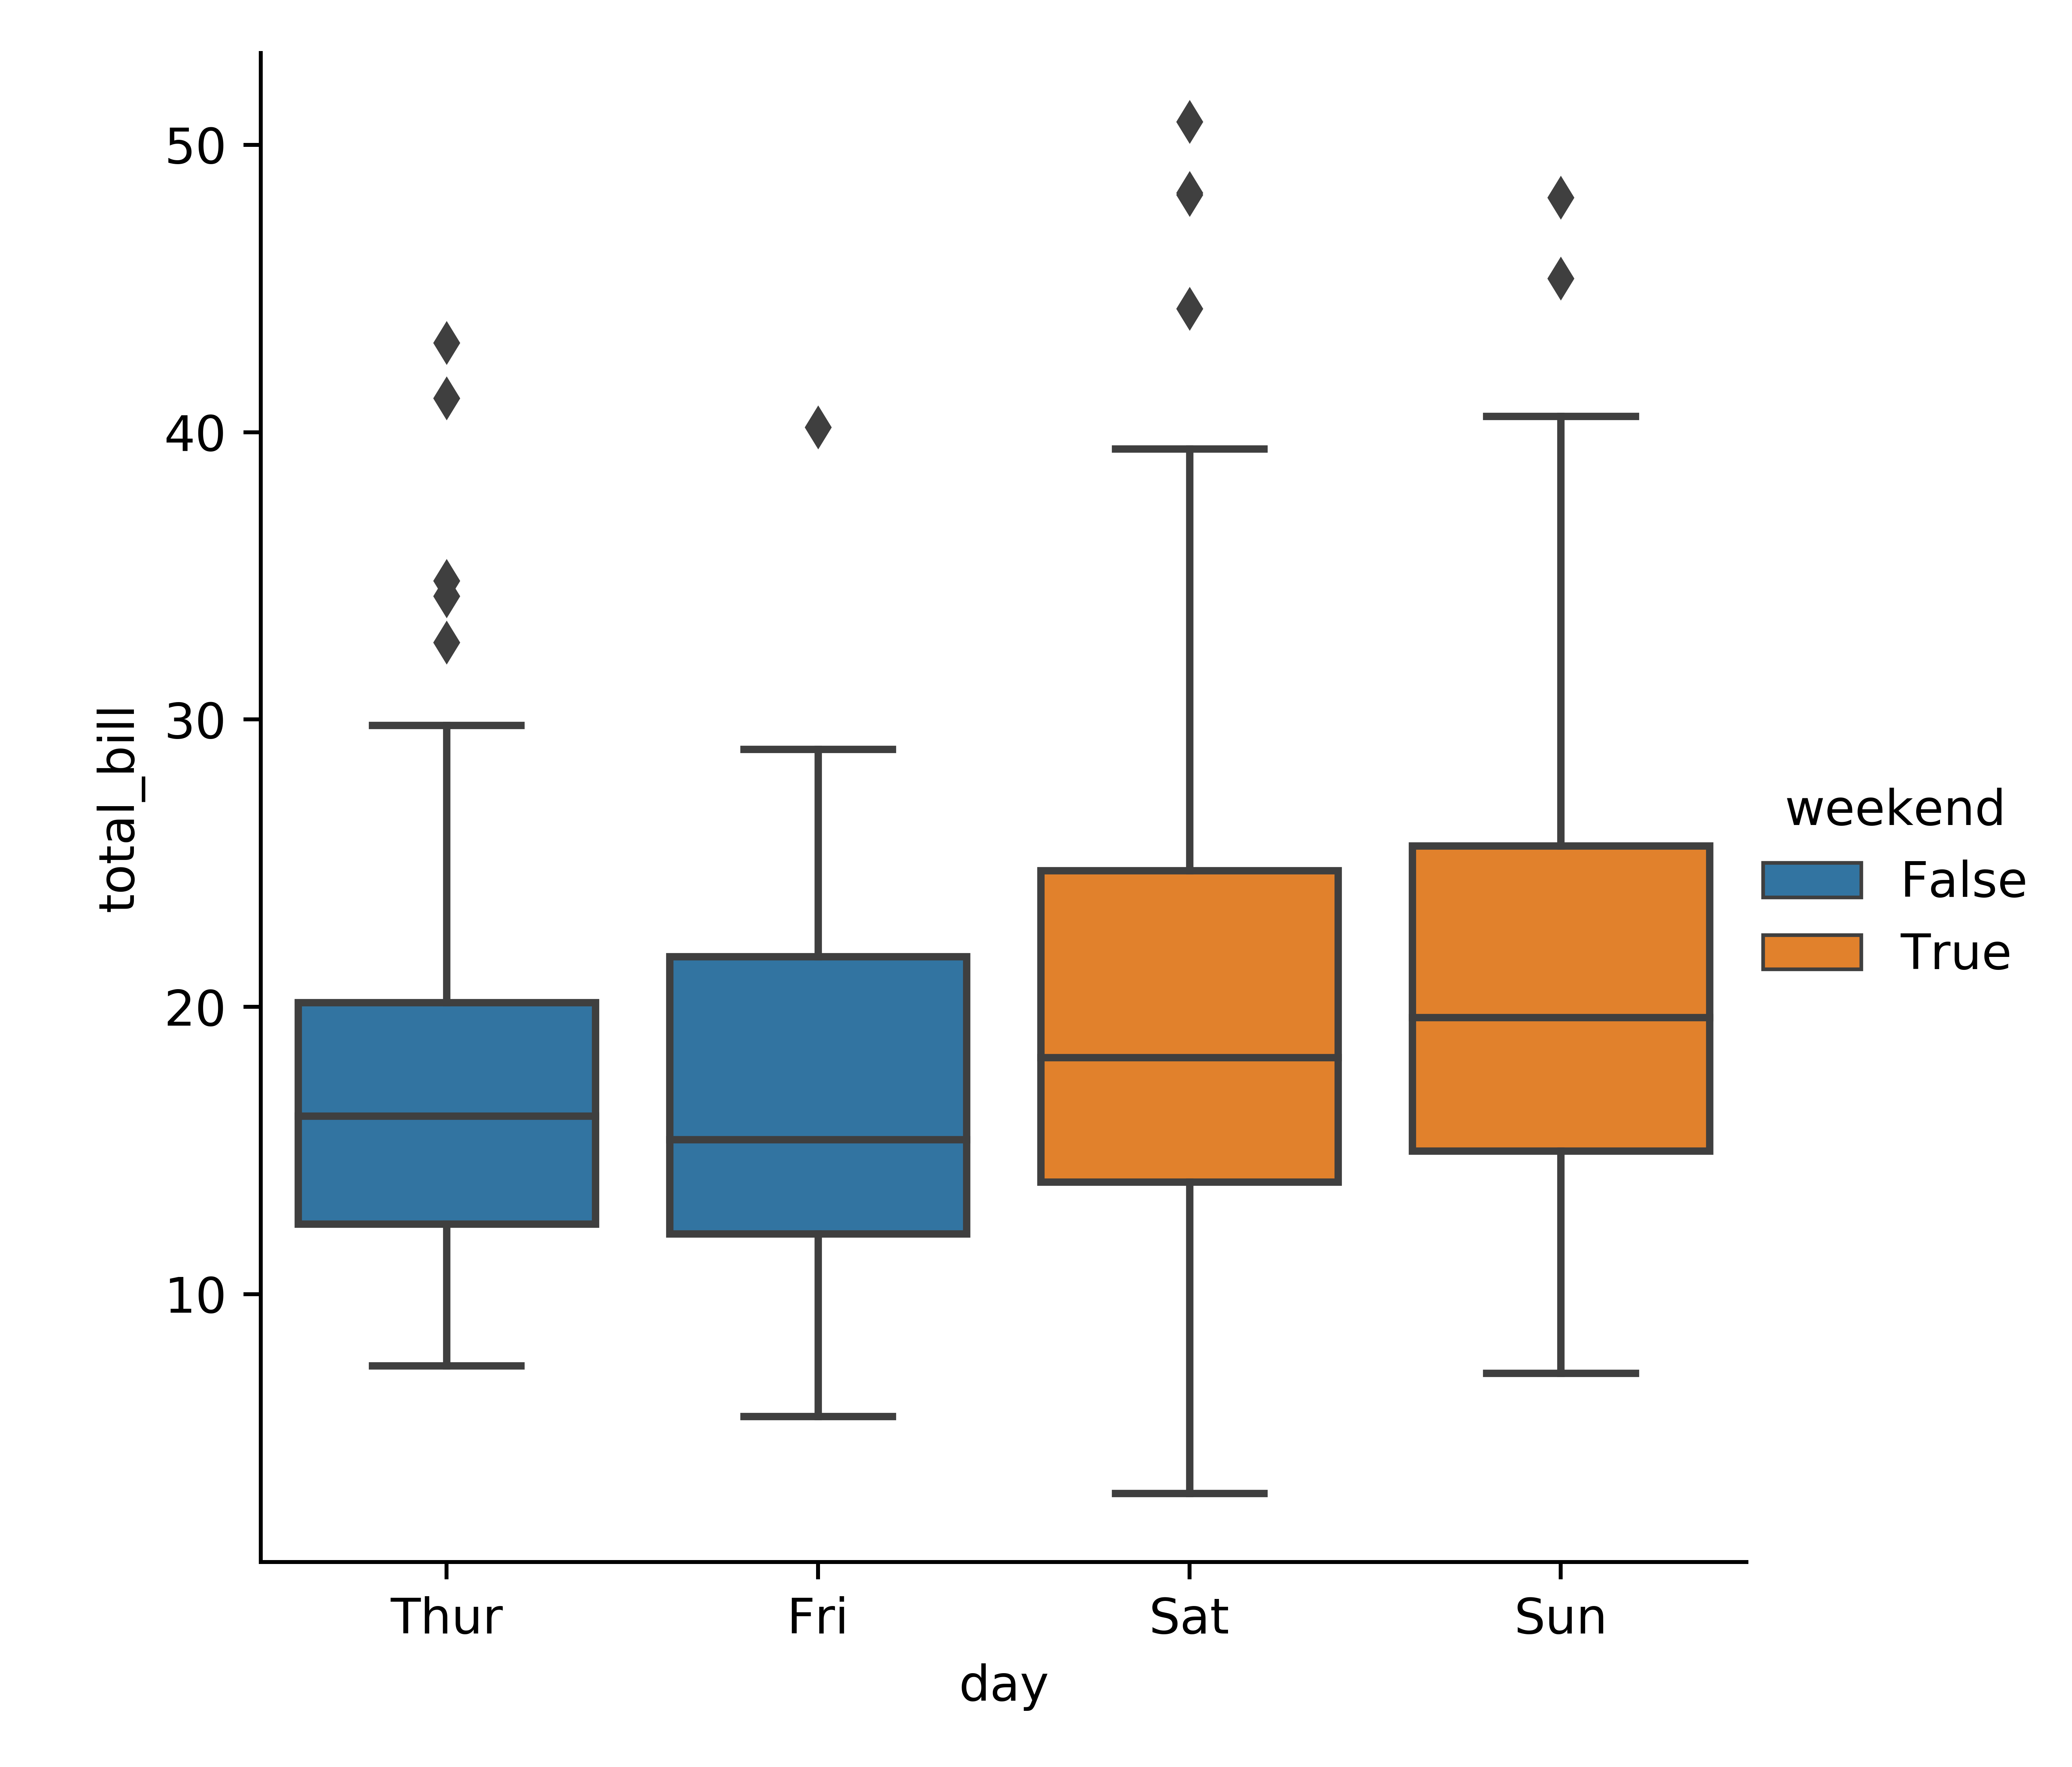 50
40
30
20
10
total_bill
Thur Fri Sat Sun
day
weekend
False
True